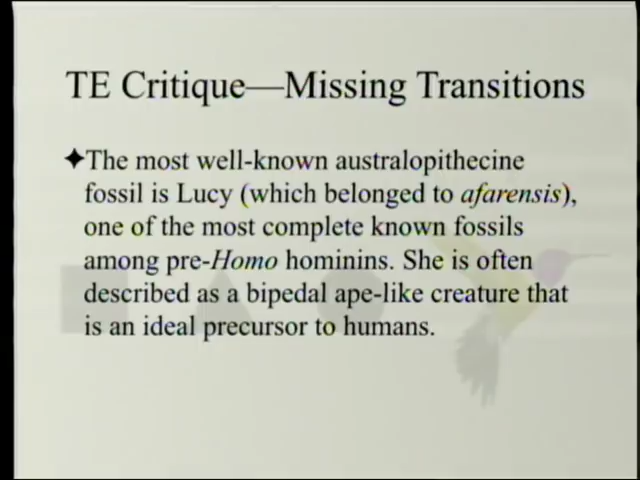 TE Critique—Missing Transitions
✦The most well-known australopithecine
fossil is Lucy (which belonged to afarensis),
one of the most complete known fossils
among pre-Homo hominins. She is often
described as a bipedal ape-like creature that
is an ideal precursor to humans.